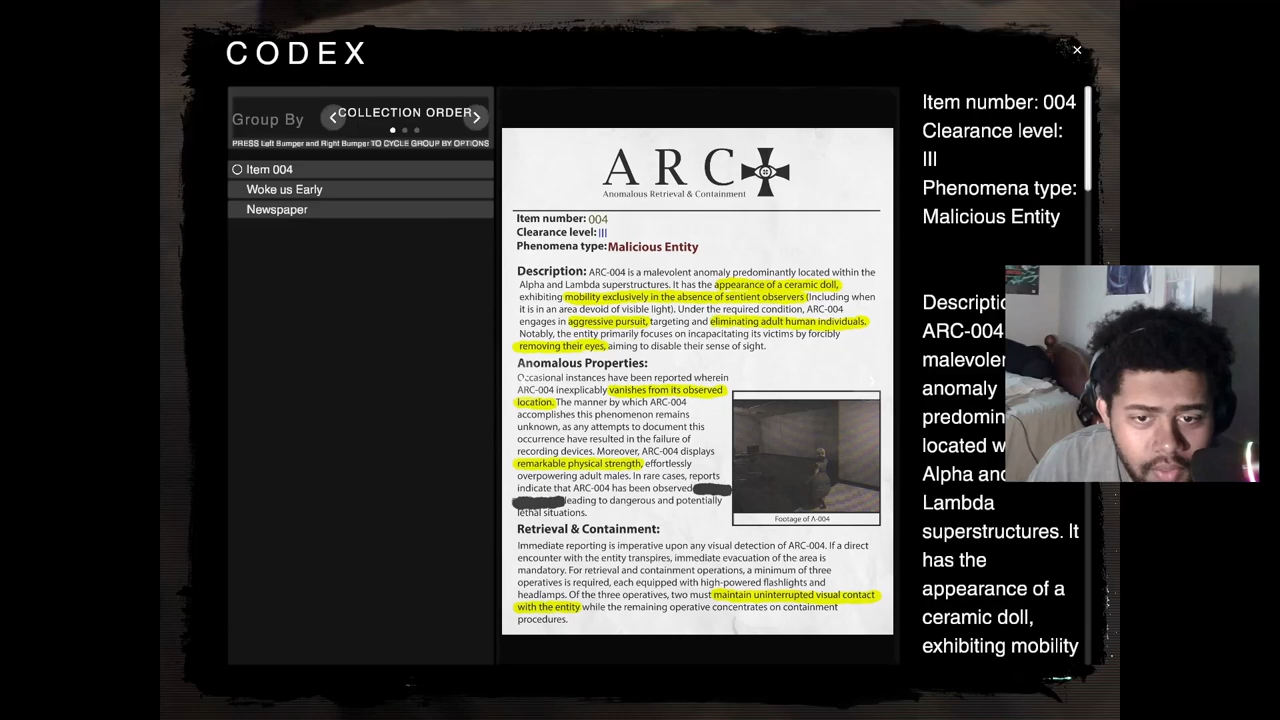 CODEX
Group By
COLLECTION ORDER
PRESS Left Bumper and Right Bumper TO CYCLE GROUP BY OPTIONS
Item 004
Woke us Early
Newspaper
ARC
Anomalous Retrieval & Containment
Item number: 004
Clearance level: III
Phenomena type: Malicious Entity
Description: ARC-004 is a malevolent anomaly predominantly located within the
Alpha and Lambda superstructures. It has the appearance of a ceramic doll,
exhibiting mobility exclusively in the absence of sentient observers (Including when
it is in an area devoid of visible light). Under the required condition, ARC-004
engages in aggressive pursuit, targeting and eliminating adult human individuals.
Notably, the entity primarily focuses on incapacitating its victims by forcibly
removing their eyes, aiming to disable their sense of sight.
Anomalous Properties:
Occasional instances have been reported wherein
ARC-004 inexplicably vanishes from its observed
location. The manner by which ARC-004
accomplishes this phenomenon remains
unknown, as any attempts to document this
occurrence have resulted in the failure of
recording devices. Moreover, ARC-004 displays
remarkable physical strength, effortlessly
overpowering adult males. In rare cases, reports
indicate that ARC-004 has been observed
leading to dangerous and potentially
lethal situations.
Footage of Λ-004
Retrieval & Containment:
Immediate reporting is imperative upon any visual detection of ARC-004. If a direct
encounter with the entity transpires, immediate evacuation of the area is
mandatory. For retrieval and containment operations, a minimum of three
operatives is required, each equipped with high-powered flashlights and
headlamps. Of the three operatives, two must maintain uninterrupted visual contact
with the entity while the remaining operative concentrates on containment
procedures.
Item number: 004
Clearance level:
III
Phenomena type:
Malicious Entity
ARC-004
anomaly
located
Alpha
Lambda
superstructures. It
has the
appearance of a
ceramic doll,
exhibiting mobility